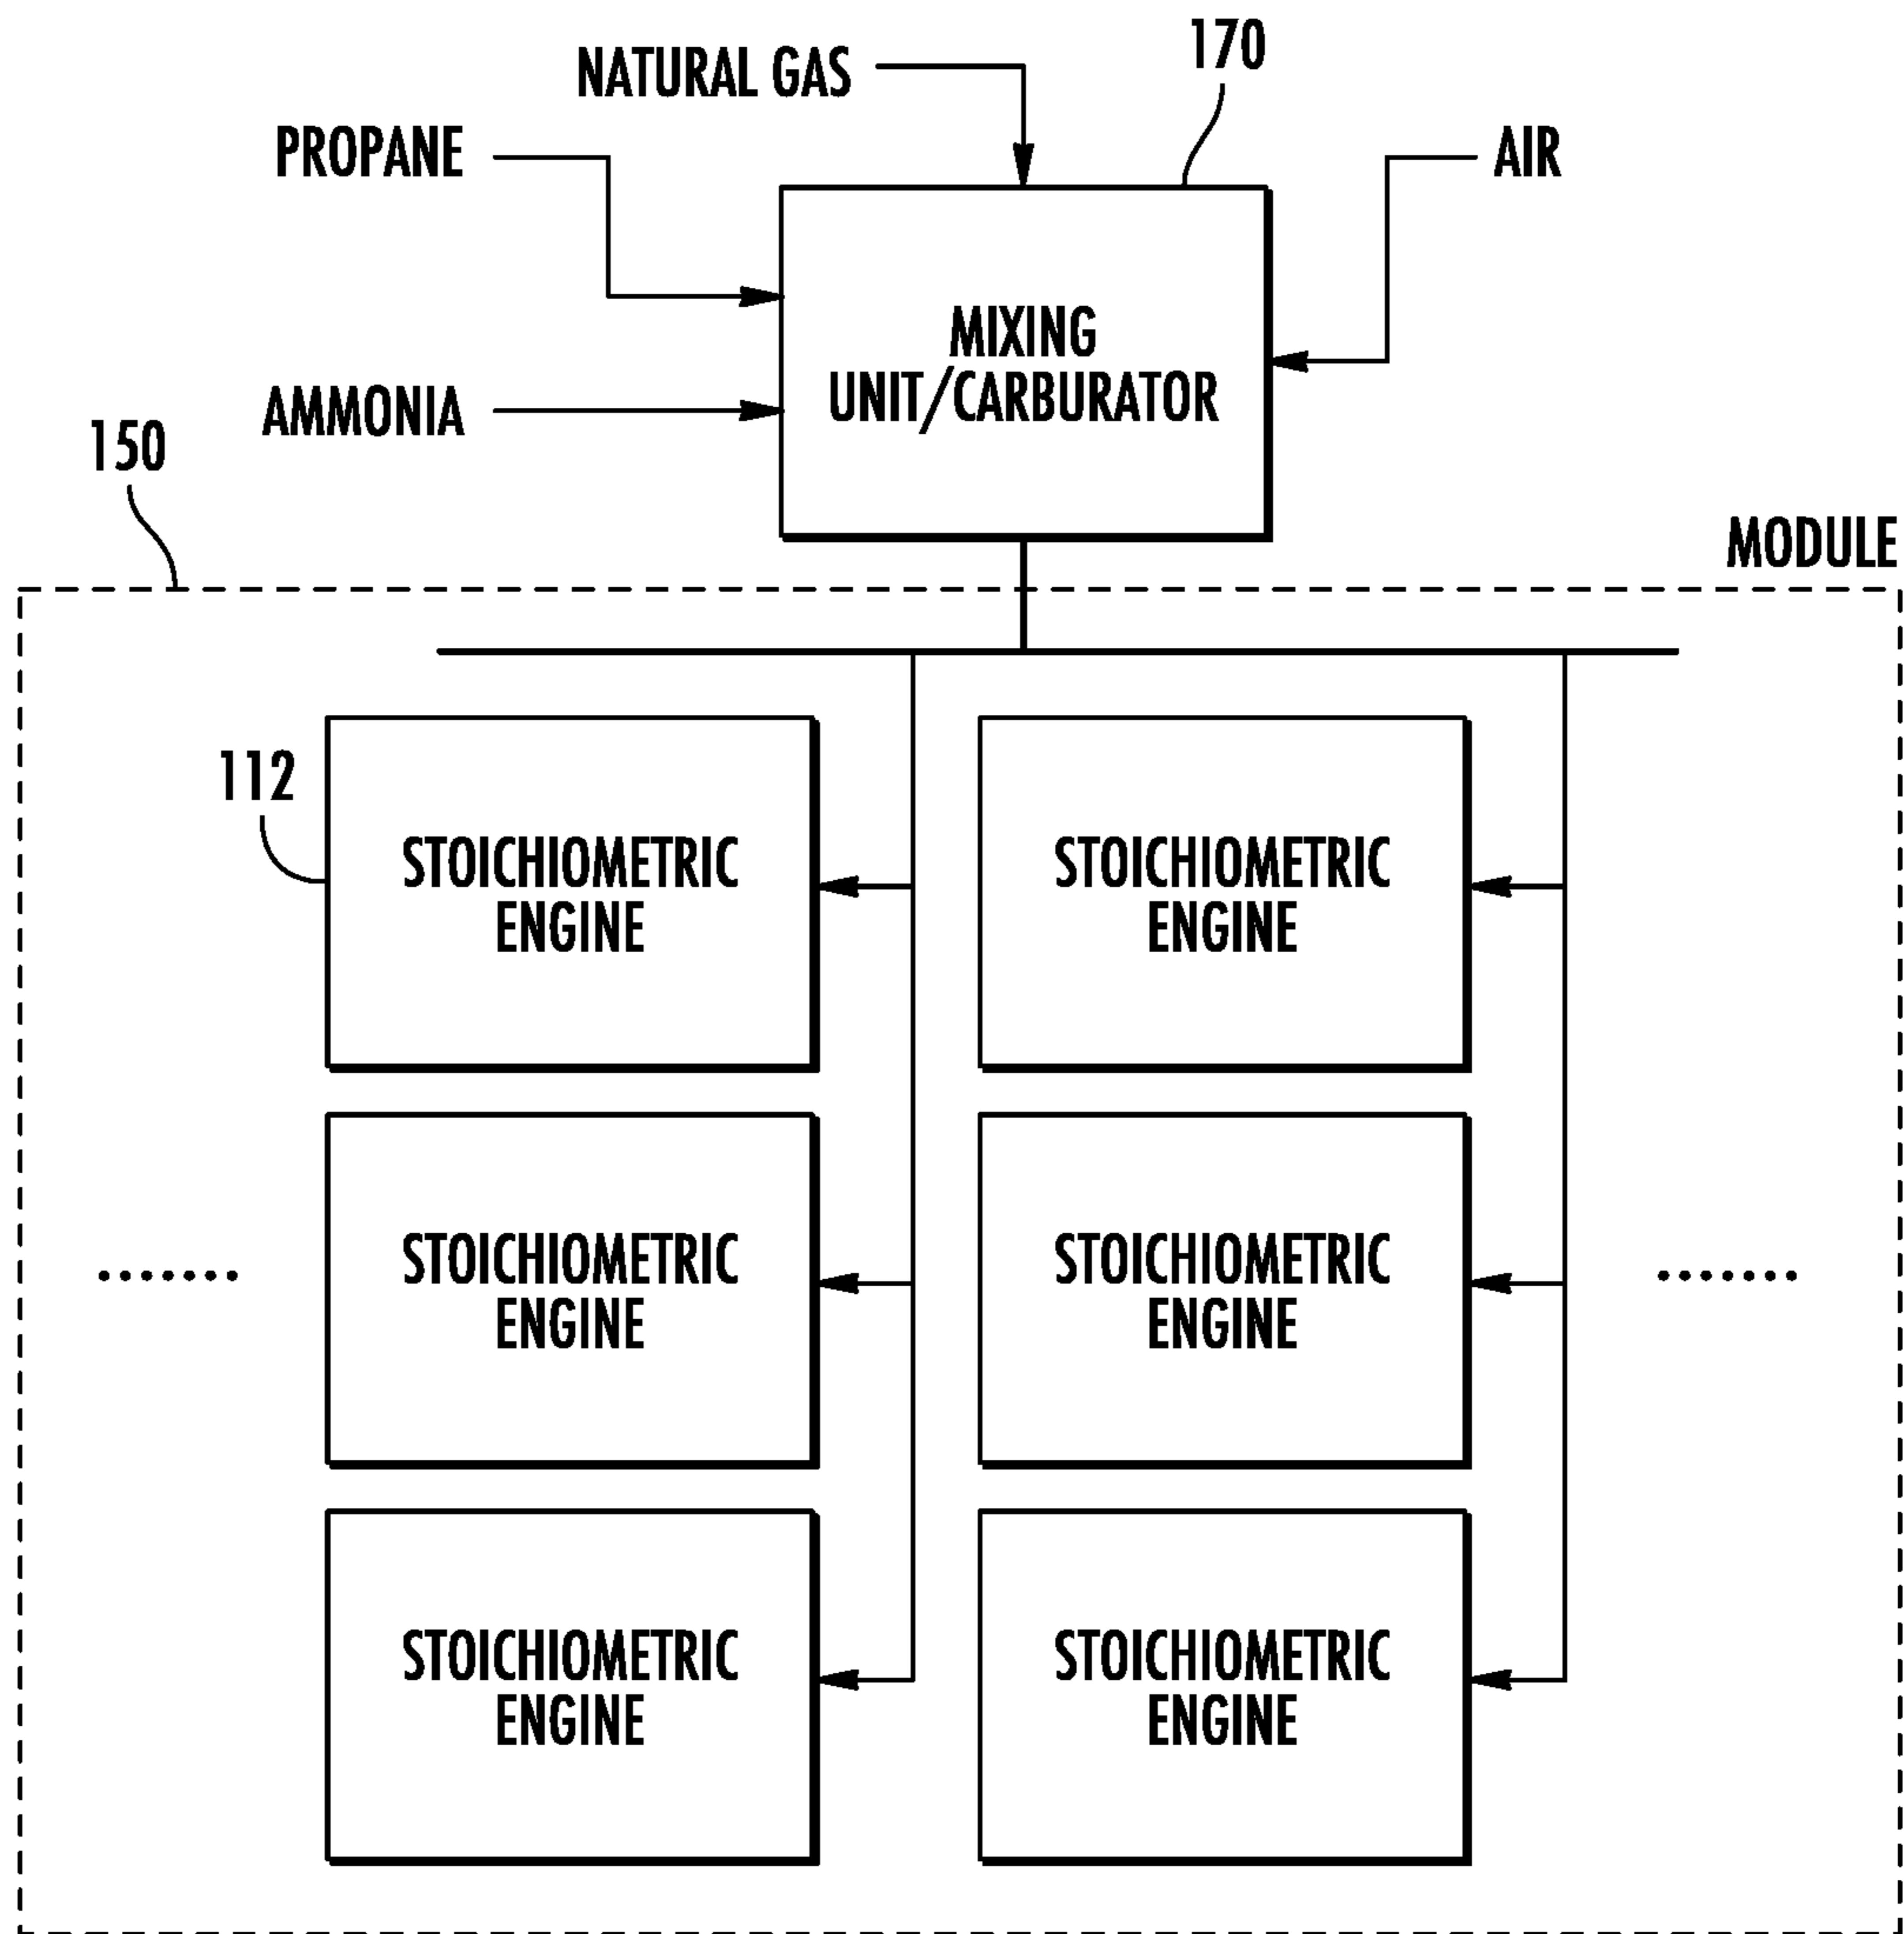 170
NATURAL GAS
PROPANE
AIR
MIXING
UNIT/CARBURATOR
AMMONIA
150
MODULE
112
STOICHIOMETRIC
ENGINE
STOICHIOMETRIC
ENGINE
STOICHIOMETRIC
ENGINE
STOICHIOMETRIC
ENGINE
STOICHIOMETRIC
ENGINE
STOICHIOMETRIC
ENGINE